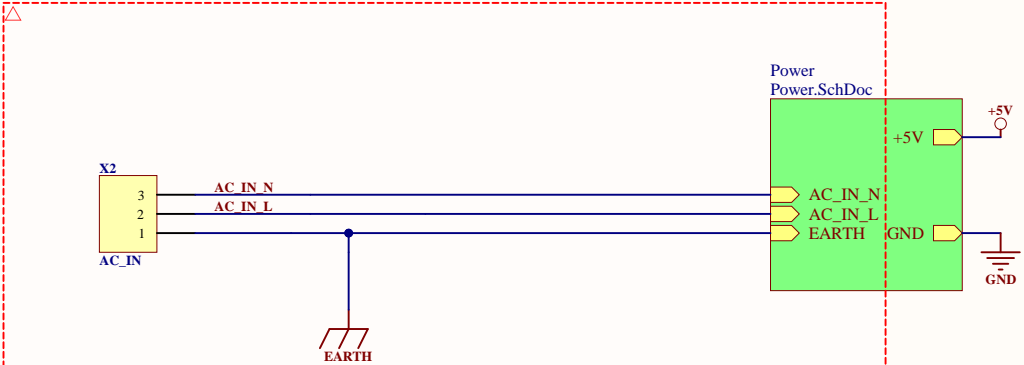 Power
Power.SchDoc
+5V
+5V
X2
3
AC_IN_N
AC_IN_N
2
AC_IN_L
AC_IN_L
1
EARTH
GND
AC_IN
GND
EARTH